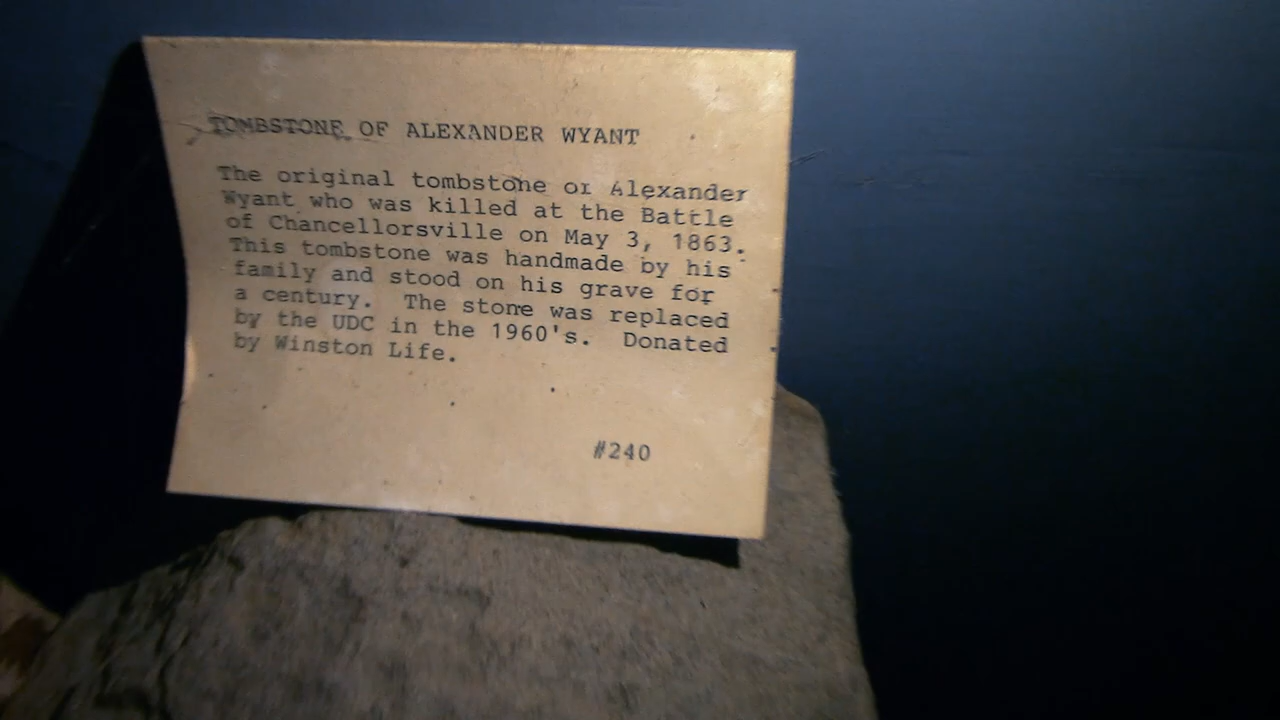 TOMBSTONE OF ALEXANDER WYANT
The original tombstone of Alexander
Wyant who was killed at the Battle
of Chancellorsville on May 3, 1863.
This tombstone was handmade by his
family and stood on his grave for
a century. The stone was replaced
by the UDC in the 1960's. Donated
by Winston Life.
#240